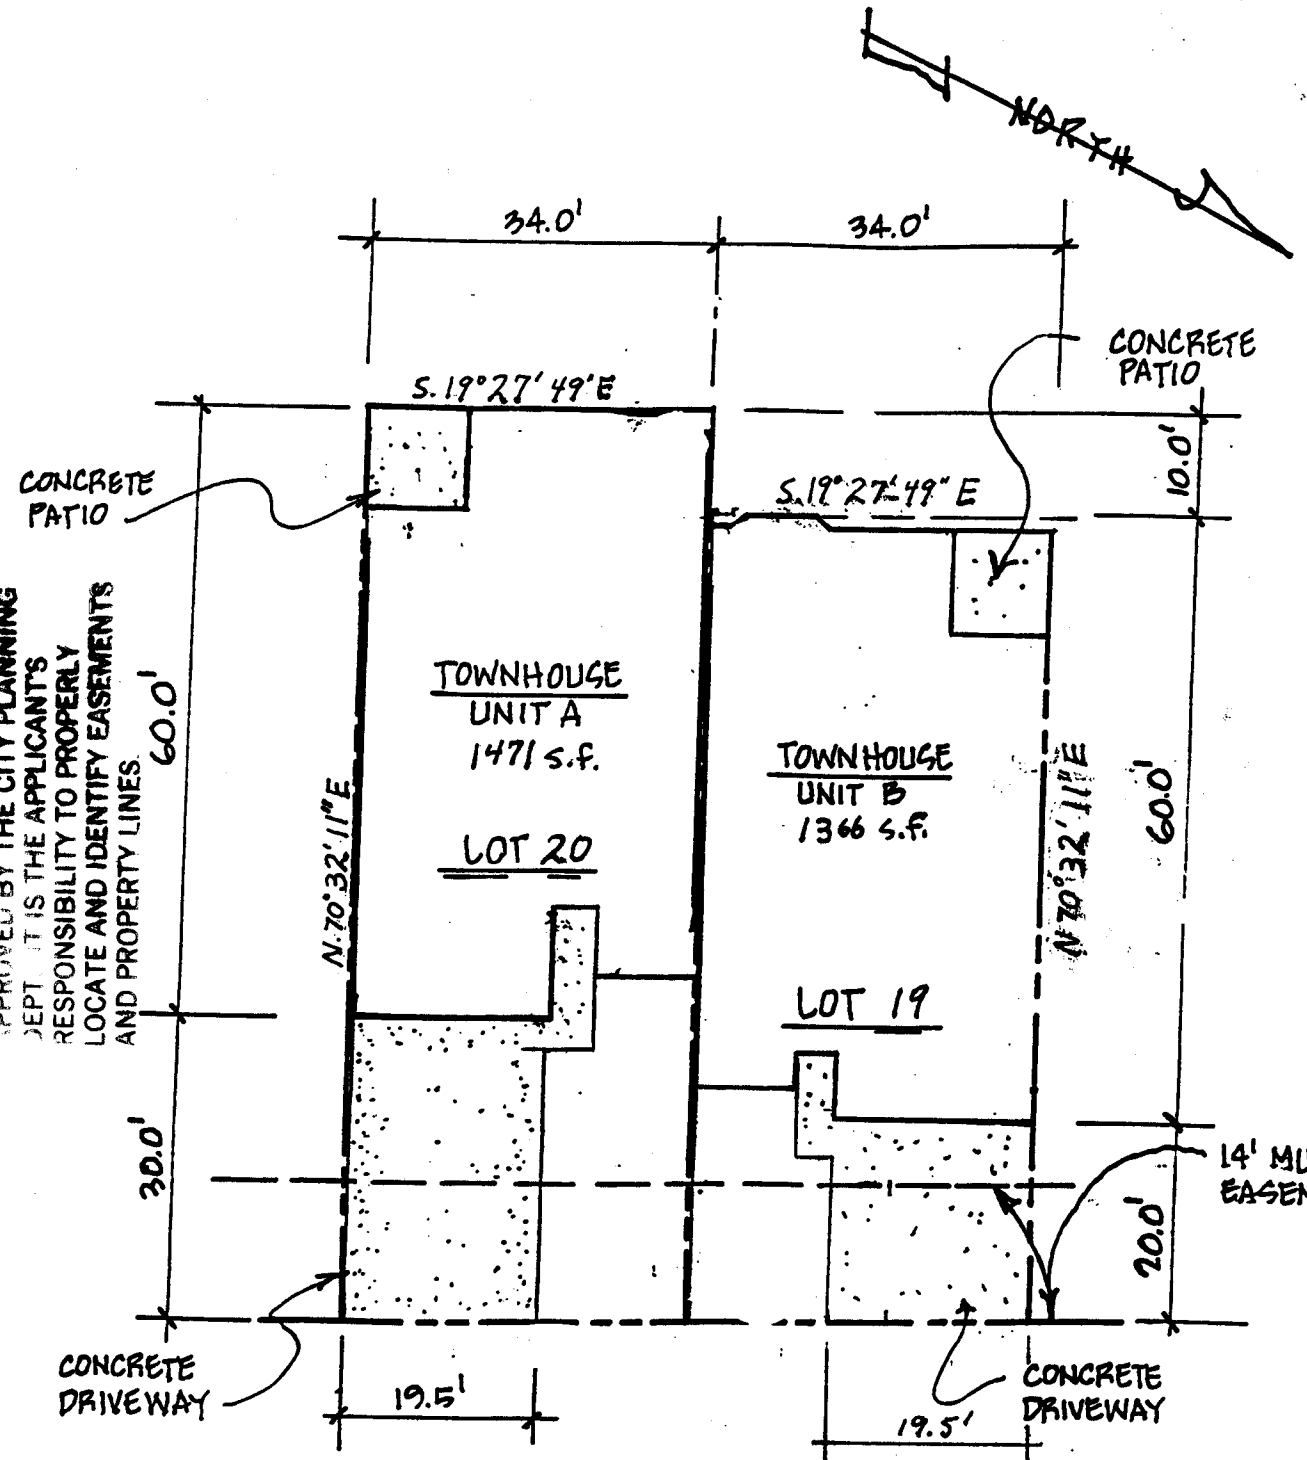 NORTH
34.0'
34.0'
CONCRETE
PATIO
S. 19°27' 49' E
10.0'
CONCRETE
PATIO
S. 19°27' 49" E
APPROVED BY THE CITY PLANNING
DEPT. IT IS THE APPLICANT'S
RESPONSIBILITY TO PROPERLY
LOCATE AND IDENTIFY EASEMENTS
AND PROPERTY LINES.
60.0'
TOWNHOUSE
UNIT A
1471 S.F.
TOWNHOUSE
UNIT B
1366 S.F.
N. 70°32' 11" E
N 70°32' 11" E
60.0'
LOT 20
LOT 19
30.0'
14'
20.0'
CONCRETE
DRIVEWAY
19.5'
CONCRETE
DRIVEWAY
19.5'